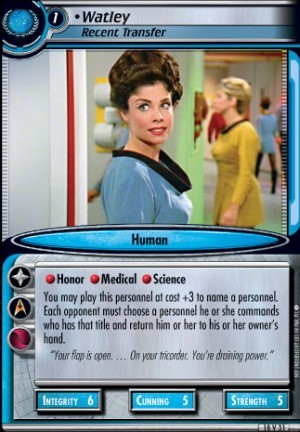 1 •Watley
Recent Transfer
Human
Honor Medical Science
You may play this personnel at cost +3 to name a personnel.
Each opponent must choose a personnel he or she commands
who has that title and return him or her to his or her owner's
hand.
"Your flap is open. ... On your tricorder. You're draining power."
INTEGRITY 6 CUNNING 5 STRENGTH 5